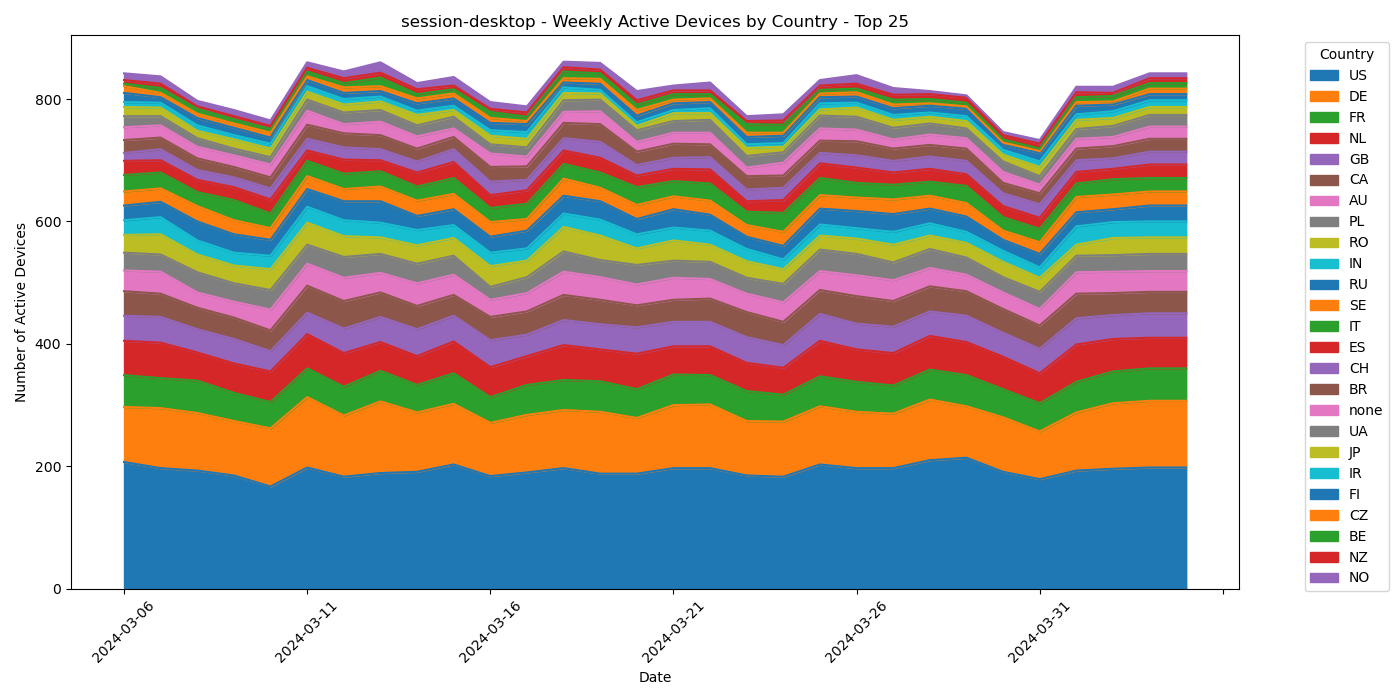 session-desktop - Weekly Active Devices by Country - Top 25
Number of Active Devices
800
600
400
200
0
2024-03-06
2024-03-11
2024-03-16
2024-03-21
2024-03-26
2024-03-31
Date
Country
US
DE
FR
NL
GB
CA
AU
PL
RO
IN
RU
SE
IT
ES
CH
BR
none
UA
JP
IR
FI
CZ
BE
NZ
NO